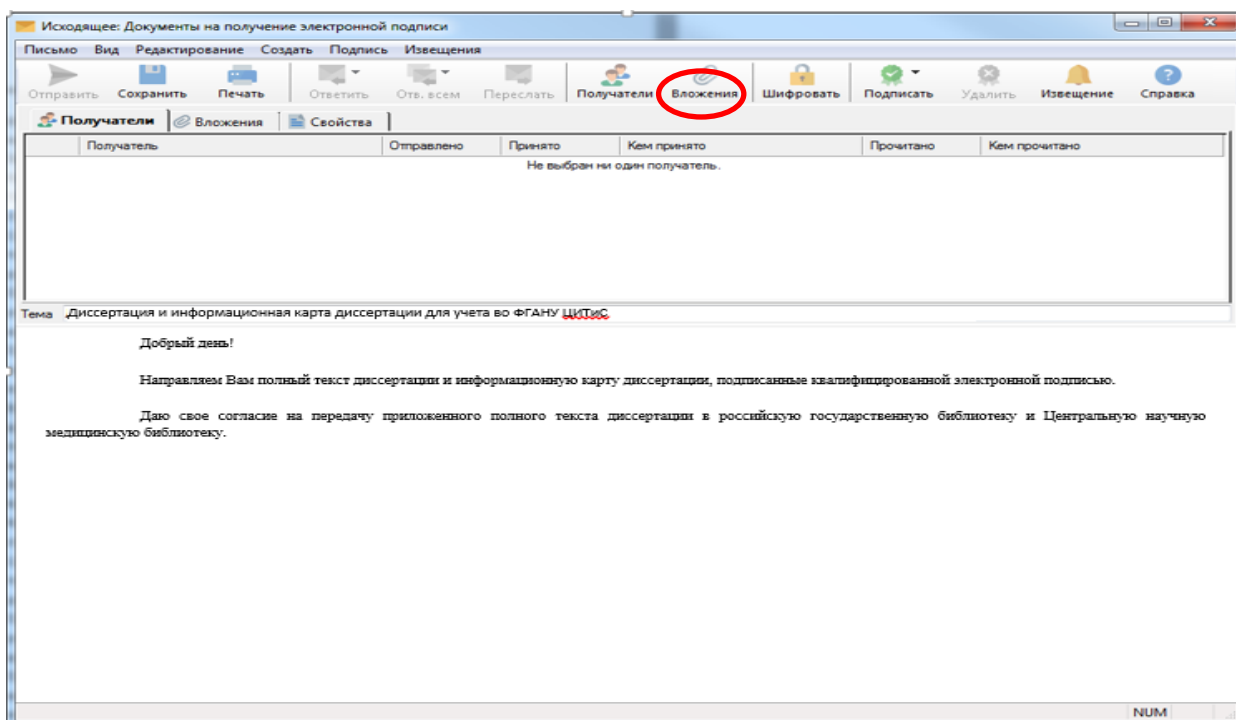 Исходящее: Документы на получение электронной подписи
Письмо Вид Редактирование Создать Подпись Извещения
Отправить Сохранить Печать Ответить Отв. всем Переслать Получатели Вложения Шифровать Подписать Удалить Извещение Справка
Получатели Вложения Свойства
Получатель Отправлено Принято Кем принято Прочитано Кем прочитано
Не выбран ни один получатель.
Тема Диссертация и информационная карта диссертации для учета во ФГАНУ ЦИТиС
Добрый день!
Направляем Вам полный текст диссертации и информационную карту диссертации, подписанные квалифицированной электронной подписью.
Даю свое согласие на передачу приложенного полного текста диссертации в российскую государственную библиотеку и Центральную научную
медицинскую библиотеку.
NUM